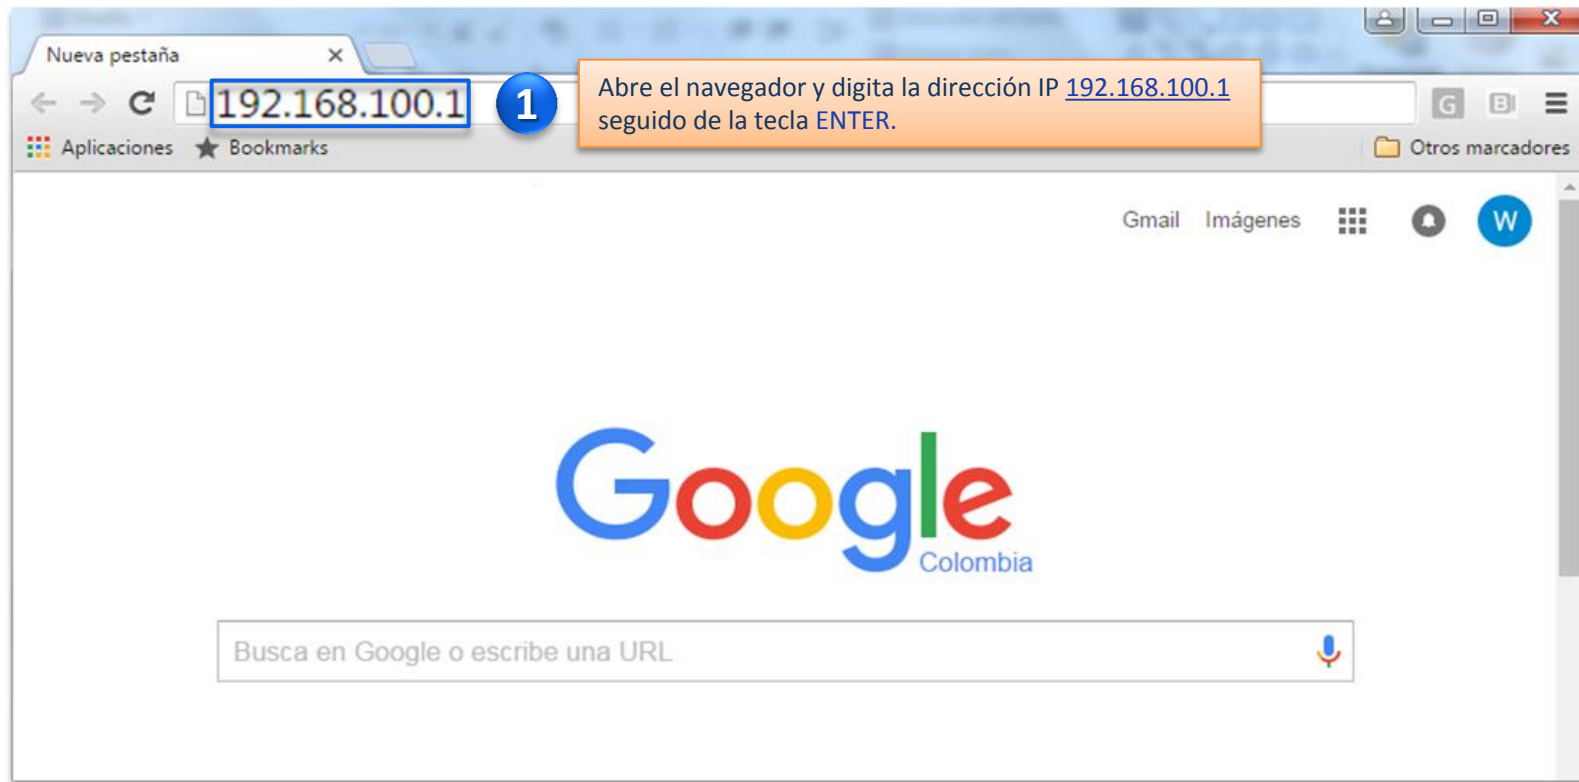 Nueva pestaña
192.168.100.1
1
Abre el navegador y digita la dirección IP 192.168.100.1
seguido de la tecla ENTER.
G
Aplicaciones
Bookmarks
Otros marcadores
Gmail
Imágenes
W
Google
Colombia
Busca en Google o escribe una URL